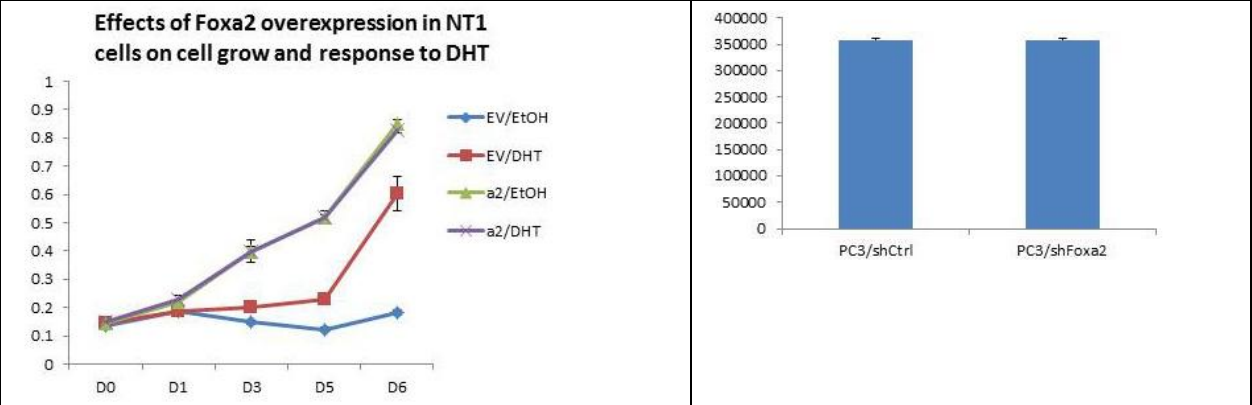 Effects of Foxa2 overexpression in NT1
cells on cell grow and response to DHT
1
0.9
0.8
0.7
0.6
0.5
0.4
0.3
0.2
0.1
0
D0 D1 D3 D5 D6
EV/EtOH
EV/DHT
a2/EtOH
a2/DHT
400000
350000
300000
250000
200000
150000
100000
50000
0
PC3/shCtrl PC3/shFoxa2